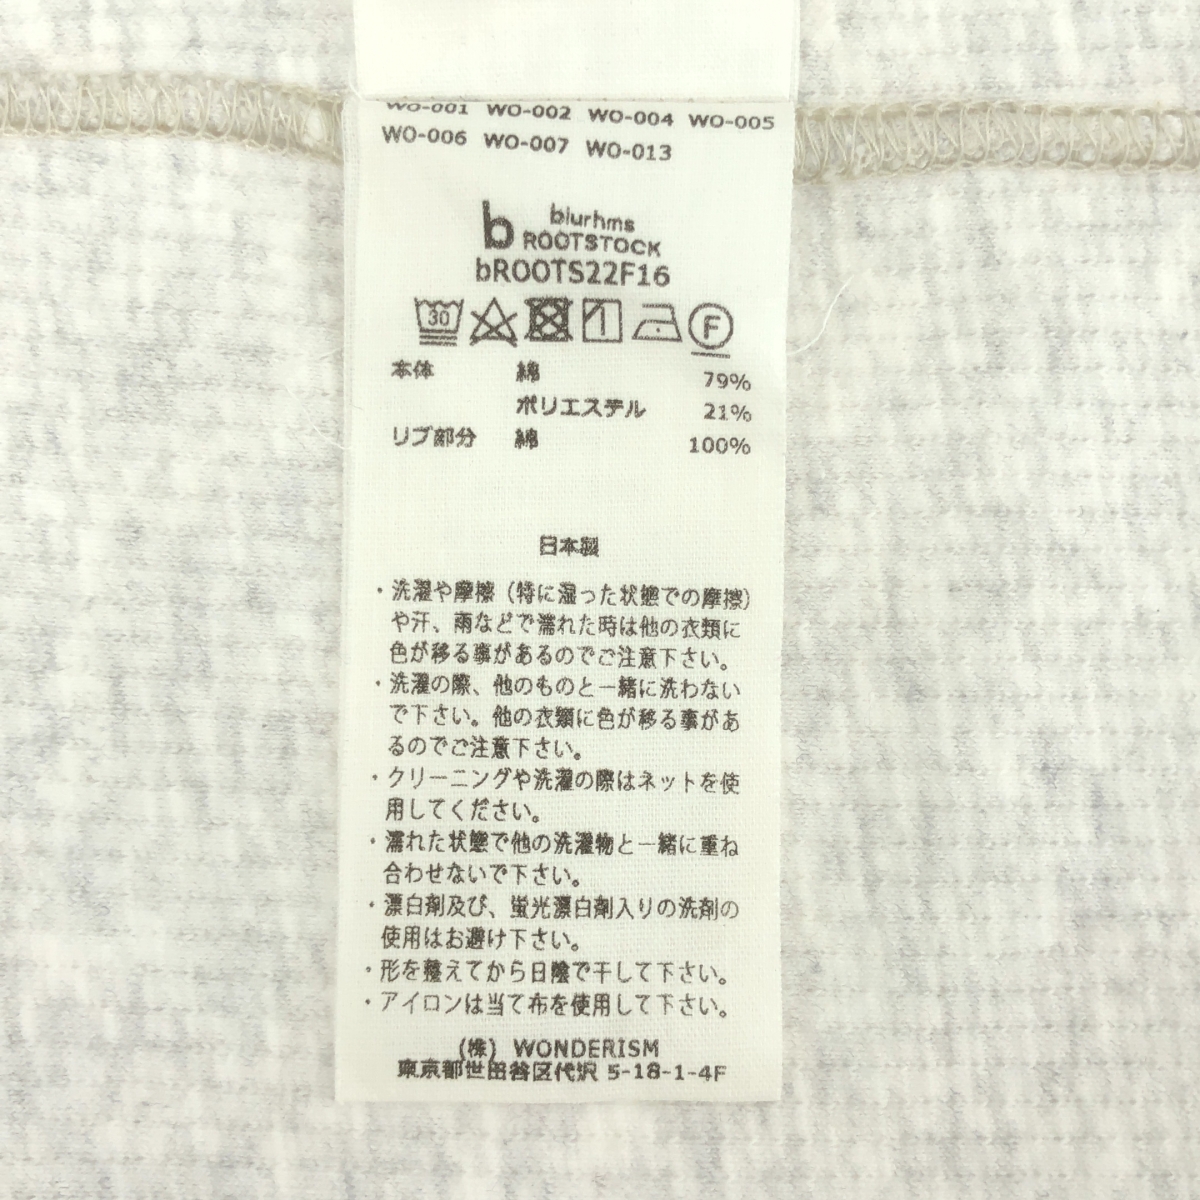 WO-001 WO-002 WO-004 WO-005
WO-006 WO-007 WO-013
b blurhms
ROOTSTOCK
bROOTS22F16
30 F
本体 綿 79%
ポリエステル 21%
リブ部分 綿 100%
日本製
・洗濯や摩擦（特に湿った状態での摩擦）
や汗、雨などで濡れた時は他の衣類に
色が移る事があるのでご注意下さい。
・洗濯の際、他のものと一緒に洗わない
で下さい。他の衣類に色が移る事があ
るのでご注意下さい。
・クリーニングや洗濯の際はネットを使
用してください。
・濡れた状態で他の洗濯物と一緒に重ね
合わせないで下さい。
・漂白剤及び、蛍光漂白剤入りの洗剤の
使用はお避け下さい。
・形を整えてから日陰で干して下さい。
・アイロンは当て布を使用して下さい。
(株) WONDERISM
東京都世田谷区代沢 5-18-1-4F